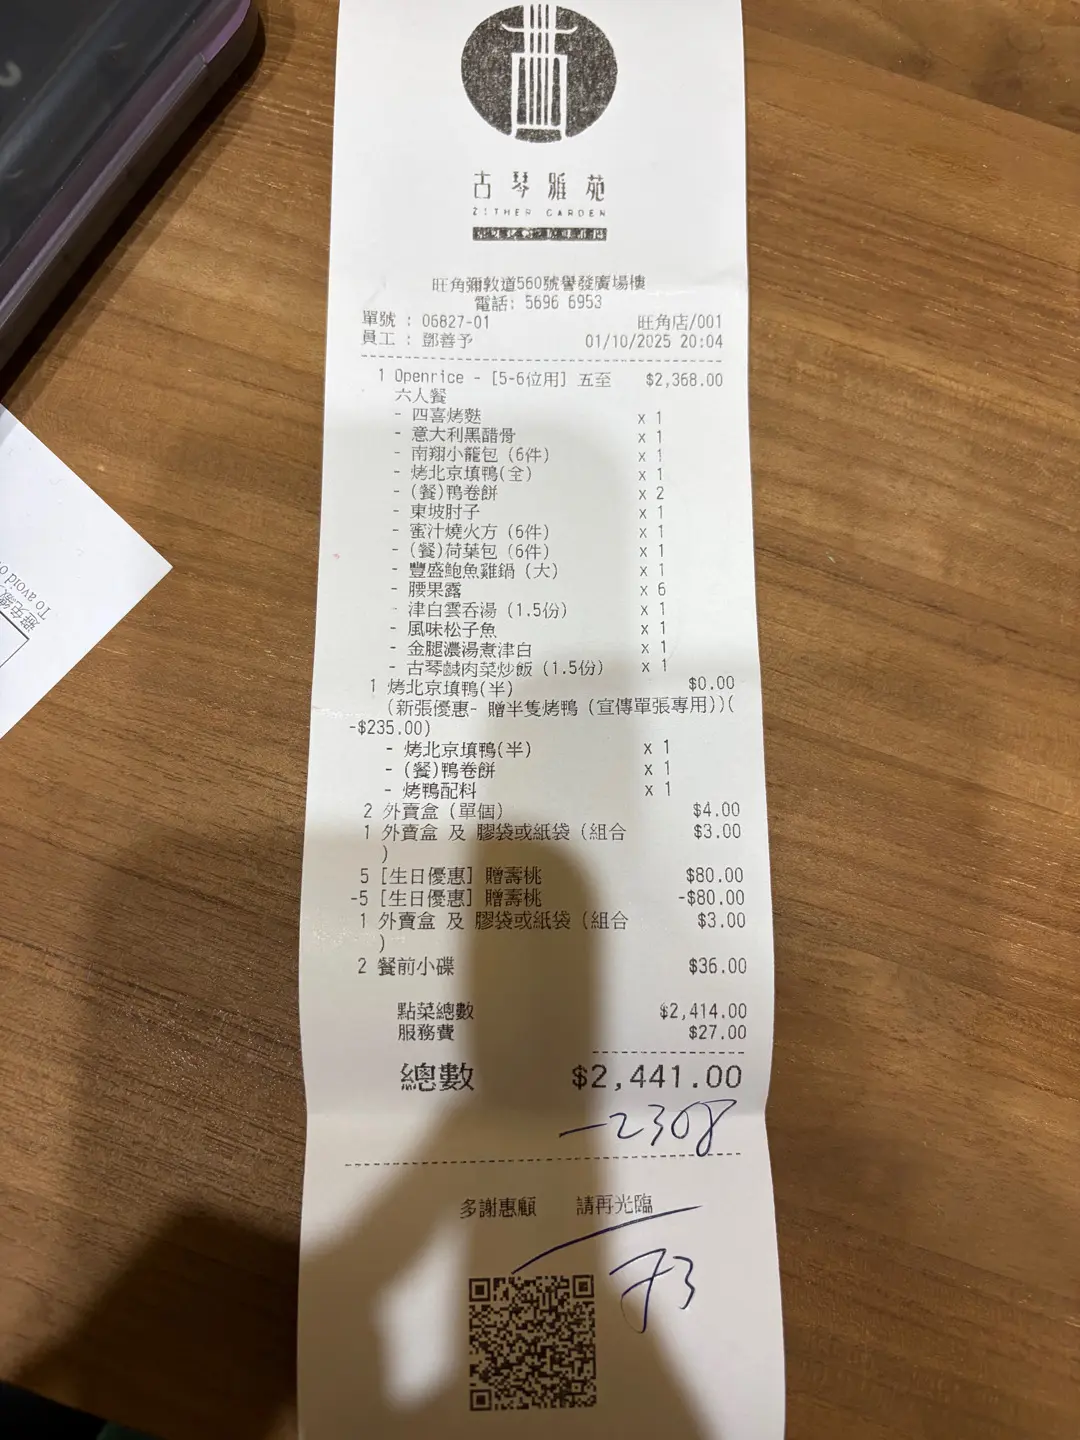 古琴雅苑
ZITHER GARDEN
旺角彌敦道560號譽發廣場樓
電話: 5696 6953
單號 : 06827-01 旺角店/001
員工 : 鄧善予 01/10/2025 20:04
1 Openrice - [5-6位用] 五至 $2,368.00
六人餐
- 四喜烤麩 x 1
- 意大利黑醋骨 x 1
- 南翔小籠包 (6件) x 1
- 烤北京填鴨(全) x 1
- (餐)鴨卷餅 x 2
- 東坡肘子 x 1
- 蜜汁燒火方 (6件) x 1
- (餐)荷葉包 (6件) x 1
- 豐盛鮑魚雞鍋 (大) x 1
- 腰果露 x 6
- 津白雲吞湯 (1.5份) x 1
- 風味松子魚 x 1
- 金腿濃湯煮津白 x 1
- 古琴鹹肉菜炒飯 (1.5份) x 1
1 烤北京填鴨(半) $0.00
(新張優惠- 贈半隻烤鴨 (宣傳單張專用))(
-$235.00)
- 烤北京填鴨(半) x 1
- (餐)鴨卷餅 x 1
- 烤鴨配料 x 1
2 外賣盒 (單個) $4.00
1 外賣盒 及 膠袋或紙袋 (組合 $3.00
)
5 [生日優惠] 贈壽桃 $80.00
-5 [生日優惠] 贈壽桃 -$80.00
1 外賣盒 及 膠袋或紙袋 (組合 $3.00
)
2 餐前小碟 $36.00
點菜總數 $2,414.00
服務費 $27.00
總數 $2,441.00
-2308
多謝惠顧 請再光臨
73
To avoid o